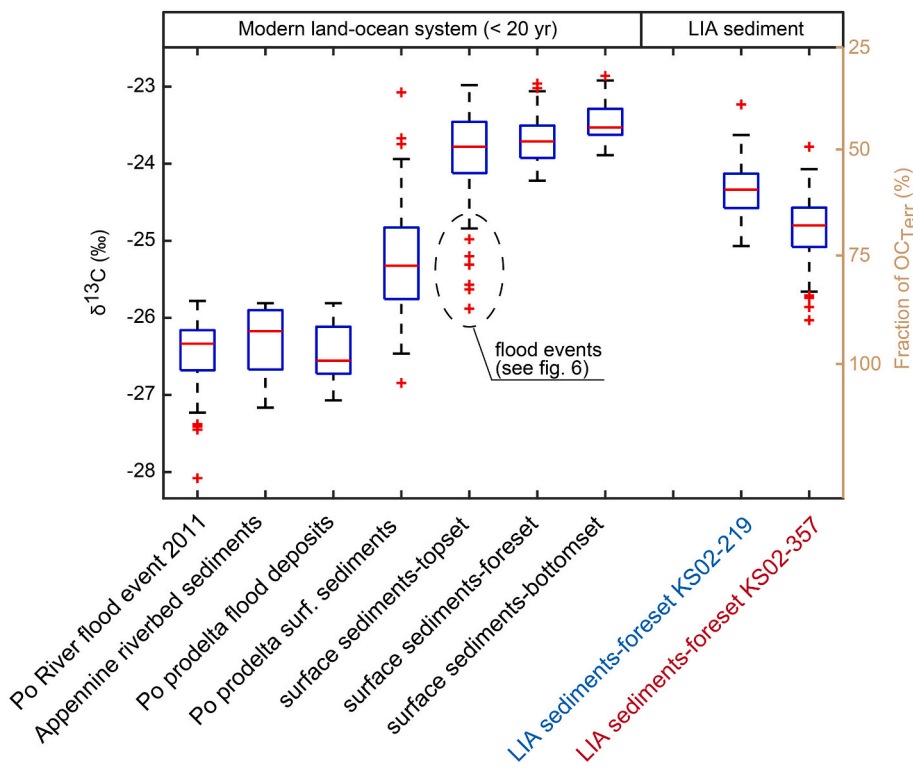 Modern land-ocean system (< 20 yr)
LIA sediment
δ13C (‰)
-23
-24
-25
-26
-27
-28
25
50
75
100
Fraction of OCTerr (%)
flood events
(see fig. 6)
Po River flood event 2011
Appennine riverbed sediments
Po prodelta flood deposits
Po prodelta surf. sediments
surface sediments-topset
surface sediments-foreset
surface sediments-bottomset
LIA sediments-foreset KS02-219
LIA sediments-foreset KS02-357